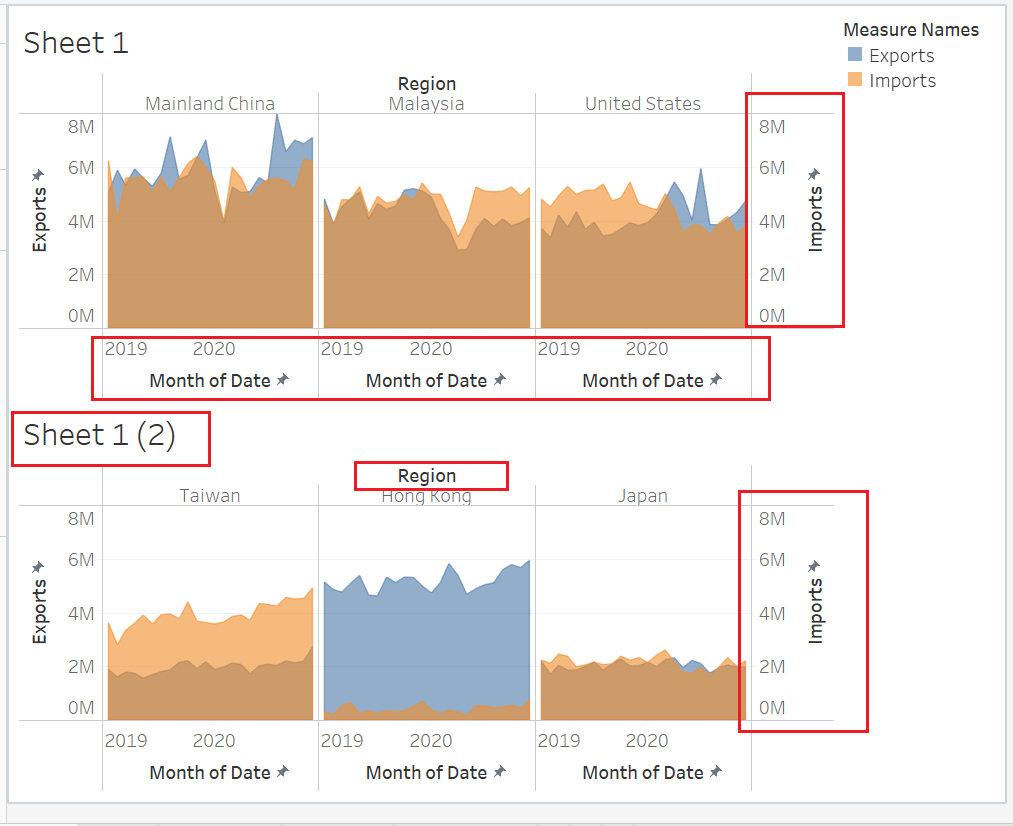 Sheet 1
Measure Names
Exports
Imports
Region
Mainland China Malaysia United States
8M 8M
6M 6M
4M 4M
2M 2M
0M 0M
Exports
Imports
2019 2020 2019 2020 2019 2020
Month of Date Month of Date Month of Date
Sheet 1 (2)
Region
Taiwan Hong Kong Japan
8M 8M
6M 6M
4M 4M
2M 2M
0M 0M
Exports
Imports
2019 2020 2019 2020 2019 2020
Month of Date Month of Date Month of Date